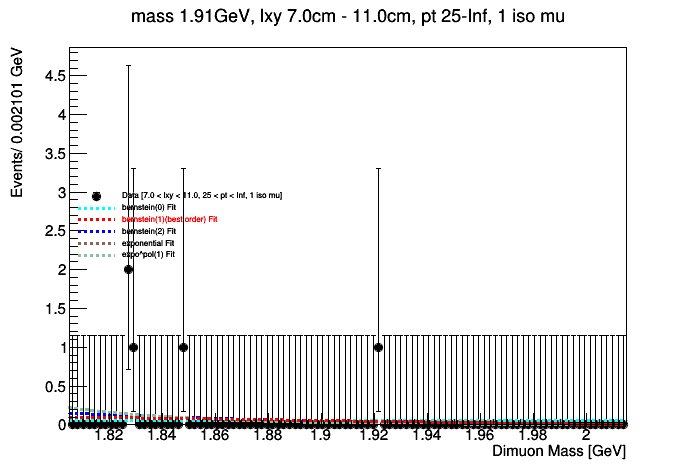 mass 1.91GeV, lxy 7.0cm - 11.0cm, pt 25-Inf, 1 iso mu
Events/ 0.002101 GeV
4.5
4
3.5
3
2.5
2
1.5
1
0.5
0
Data [7.0 < lxy < 11.0, 25 < pt < Inf, 1 iso mu]
bernstein(0) Fit
bernstein(1)(best order) Fit
bernstein(2) Fit
exponential Fit
expo*pol(1) Fit
1.82 1.84 1.86 1.88 1.9 1.92 1.94 1.96 1.98 2
Dimuon Mass [GeV]